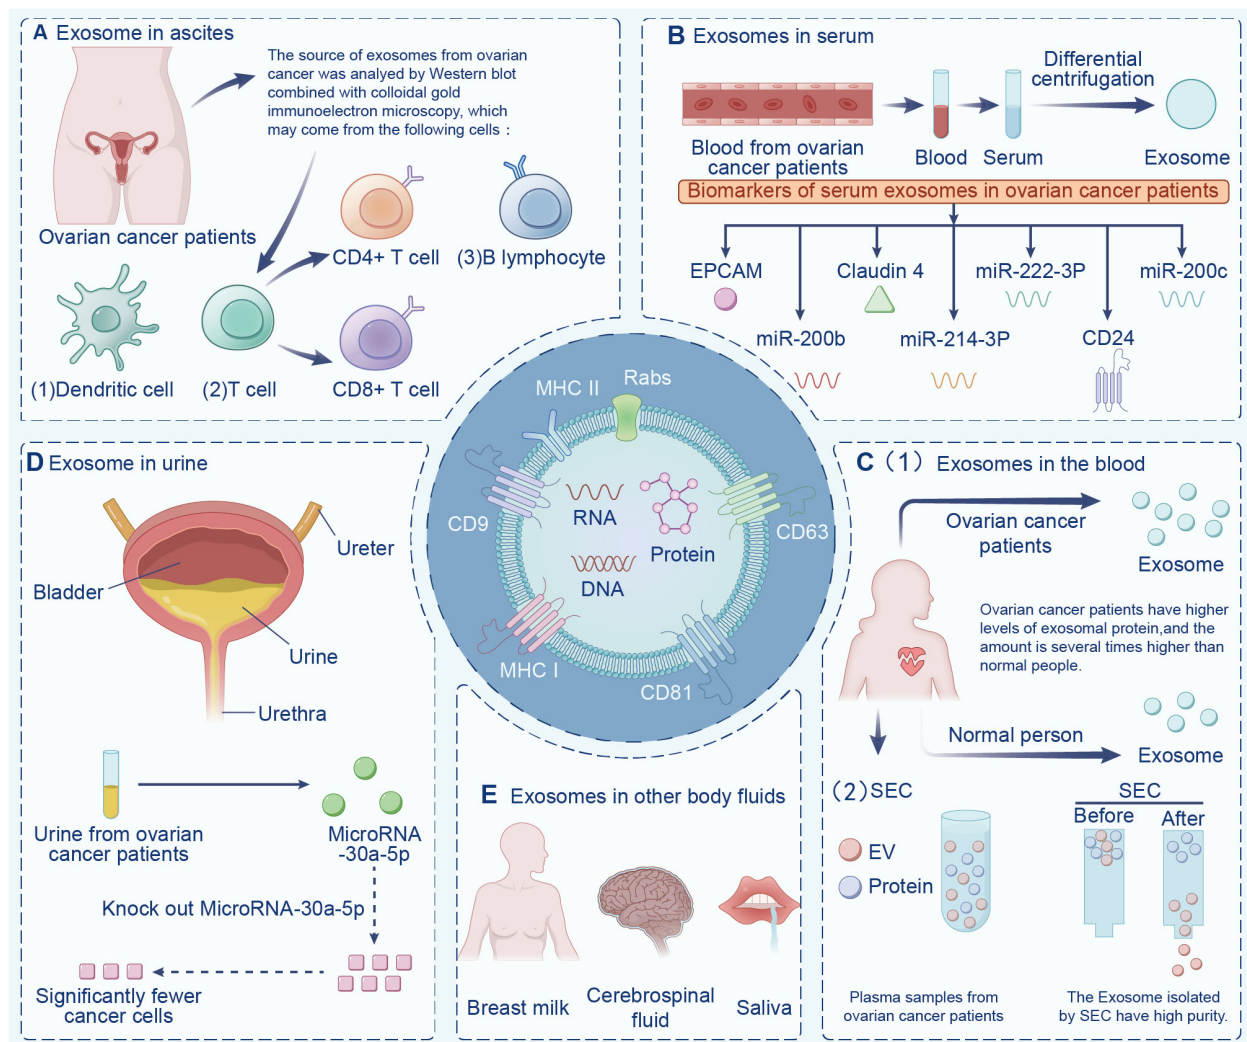 A Exosome in ascites
The source of exosomes from ovarian
cancer was analyed by Western blot
combined with colloidal gold
immunoelectron microscopy, which
may come from the following cells :
Ovarian cancer patients
CD4+ T cell
(3)B lymphocyte
(1)Dendritic cell
(2)T cell
CD8+ T cell
B Exosomes in serum
Differential
centrifugation
Blood from ovarian
cancer patients
Blood
Serum
Exosome
Biomarkers of serum exosomes in ovarian cancer patients
EPCAM
Claudin 4
miR-222-3P
miR-200c
miR-200b
miR-214-3P
CD24
MHC II
Rabs
CD9
RNA
Protein
CD63
DNA
MHC I
CD81
D Exosome in urine
Ureter
Bladder
Urine
Urethra
Urine from ovarian
cancer patients
MicroRNA
-30a-5p
Knock out MicroRNA-30a-5p
Significantly fewer
cancer cells
C (1) Exosomes in the blood
Ovarian cancer
patients
Exosome
Ovarian cancer patients have higher
levels of exosomal protein,and the
amount is several times higher than
normal people.
Normal person
Exosome
(2)SEC
EV
Protein
SEC
Before
After
Plasma samples from
ovarian cancer patients
The Exosome isolated
by SEC have high purity.
E Exosomes in other body fluids
Breast milk
Cerebrospinal
fluid
Saliva